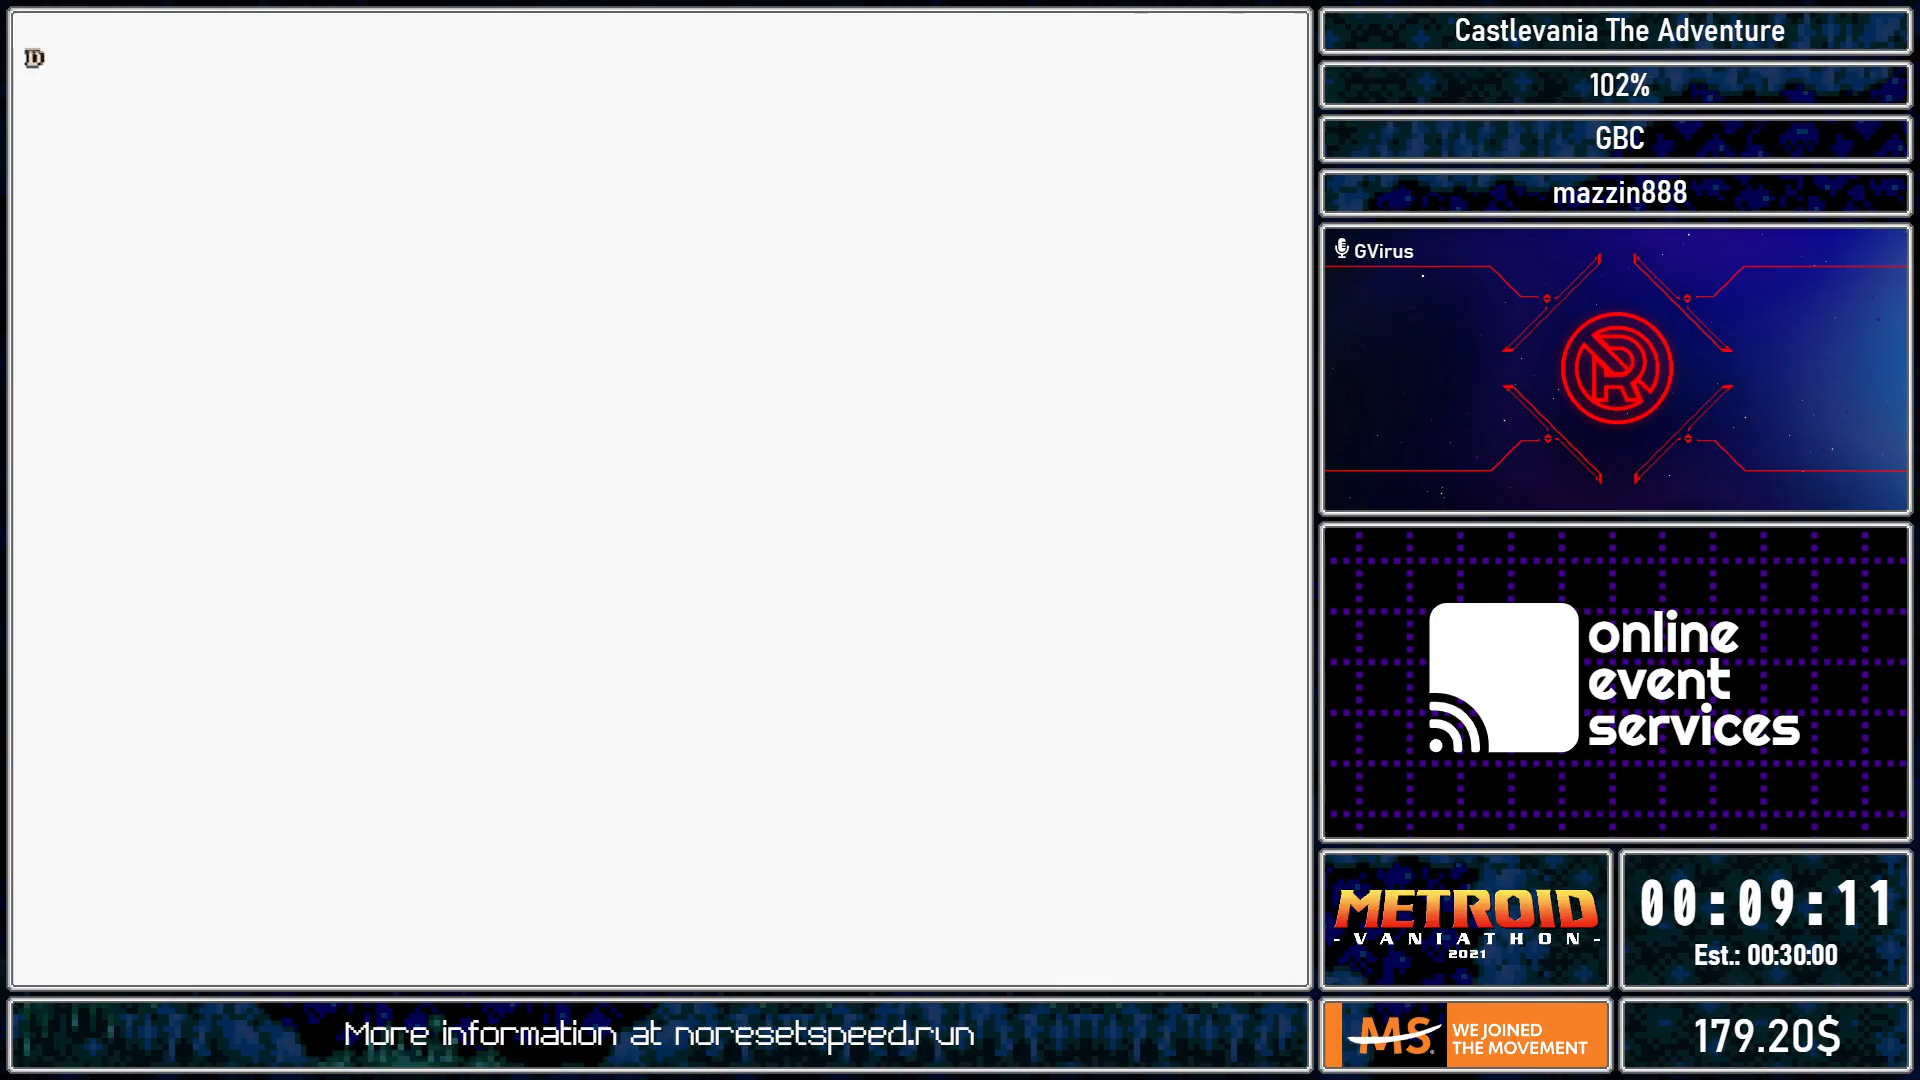 D
Castlevania The Adventure
102%
GBC
mazzin888
GVirus
online
event
services
METROID
- VANIATHON -
2021
00:09:11
Est.: 00:30:00
More information at noresetspeed.run
MS
WE JOINED
THE MOVEMENT
179.20$